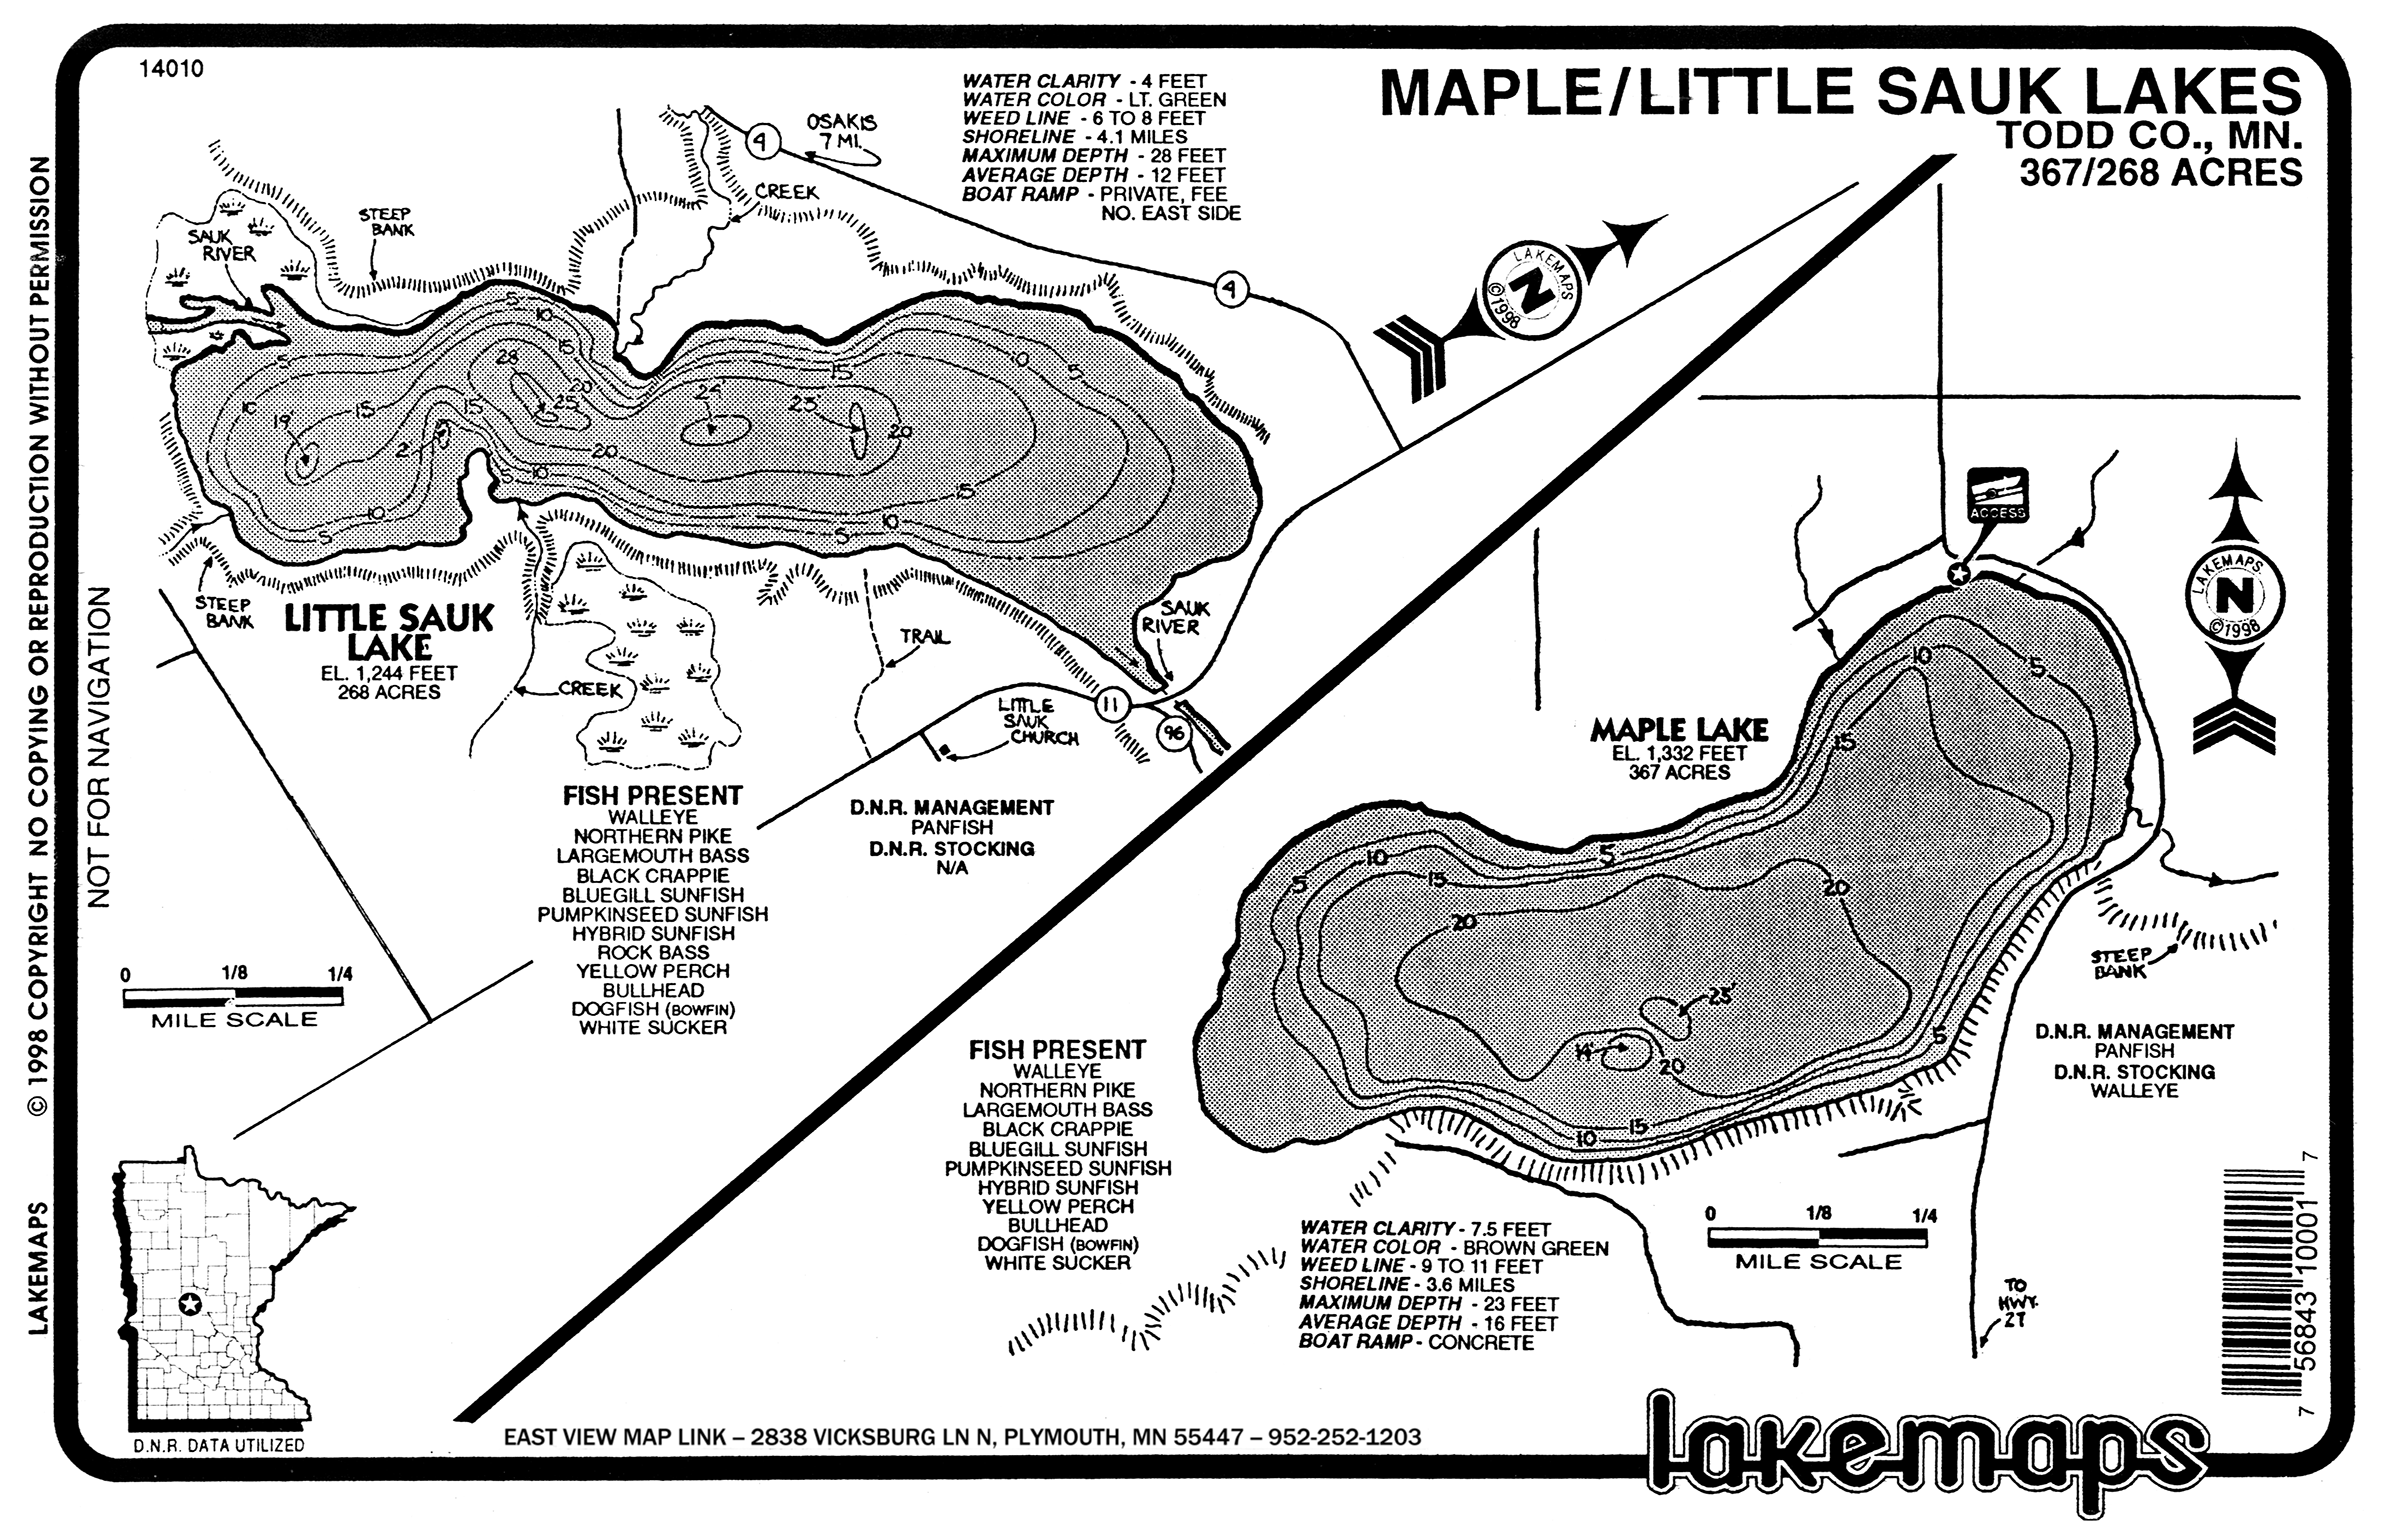 14010
MAPLE/LITTLE SAUK LAKES
TODD CO., MN.
367/268 ACRES
WATER CLARITY - 4 FEET
WATER COLOR - LT. GREEN
WEED LINE - 6 TO 8 FEET
SHORELINE - 4.1 MILES
MAXIMUM DEPTH - 28 FEET
AVERAGE DEPTH - 12 FEET
BOAT RAMP - PRIVATE, FEE
NO. EAST SIDE
4
OSAKIS
7 MI.
CREEK
STEEP
BANK
SAUK
RIVER
4
LAKEMAPS
N
©1998
5
10
15
28
20
25
5
10
15
15
19
2'
24
15
25'
20
10
5
20
5
10
15
10
5
10
5
STEEP
BANK
LITTLE SAUK
LAKE
EL. 1,244 FEET
268 ACRES
CREEK
TRAIL
SAUK
RIVER
11
96
LITTLE
SAUK
CHURCH
FISH PRESENT
WALLEYE
NORTHERN PIKE
LARGEMOUTH BASS
BLACK CRAPPIE
BLUEGILL SUNFISH
PUMPKINSEED SUNFISH
HYBRID SUNFISH
ROCK BASS
YELLOW PERCH
BULLHEAD
DOGFISH (BOWFIN)
WHITE SUCKER
D.N.R. MANAGEMENT
PANFISH
D.N.R. STOCKING
N/A
0 1/8 1/4
MILE SCALE
D.N.R. DATA UTILIZED
ACCESS
LAKEMAPS
N
©1998
MAPLE LAKE
EL. 1,332 FEET
367 ACRES
10
5
15
5
10
5
15
20
20
23'
14'
20
5
15
10
STEEP
BANK
D.N.R. MANAGEMENT
PANFISH
D.N.R. STOCKING
WALLEYE
FISH PRESENT
WALLEYE
NORTHERN PIKE
LARGEMOUTH BASS
BLACK CRAPPIE
BLUEGILL SUNFISH
PUMPKINSEED SUNFISH
HYBRID SUNFISH
YELLOW PERCH
BULLHEAD
DOGFISH (BOWFIN)
WHITE SUCKER
WATER CLARITY - 7.5 FEET
WATER COLOR - BROWN GREEN
WEED LINE - 9 TO 11 FEET
SHORELINE - 3.6 MILES
MAXIMUM DEPTH - 23 FEET
AVERAGE DEPTH - 16 FEET
BOAT RAMP - CONCRETE
0 1/8 1/4
MILE SCALE
TO
HWY.
27
7 56843 10001 7
EAST VIEW MAP LINK – 2838 VICKSBURG LN N, PLYMOUTH, MN 55447 – 952-252-1203
lakemaps
NOT FOR NAVIGATION
LAKEMAPS © 1998 COPYRIGHT NO COPYING OR REPRODUCTION WITHOUT PERMISSION